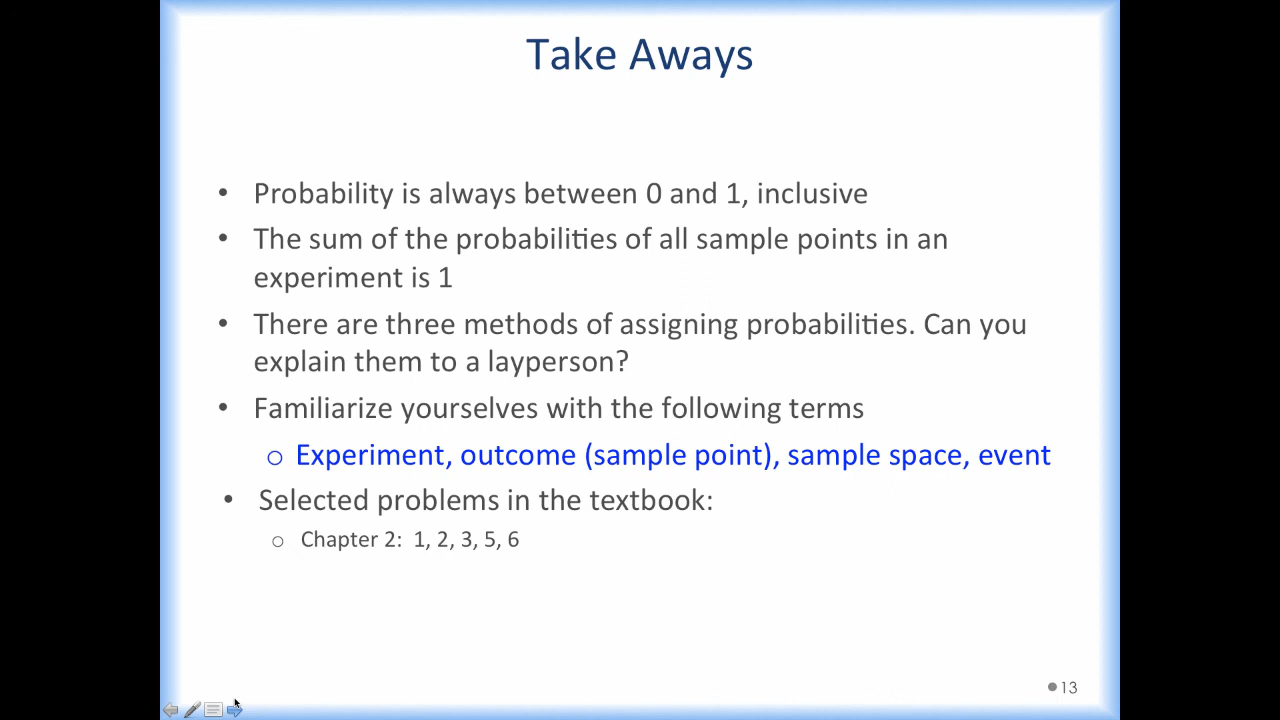 Take Aways
• Probability is always between 0 and 1, inclusive
• The sum of the probabilities of all sample points in an
experiment is 1
• There are three methods of assigning probabilities. Can you
explain them to a layperson?
• Familiarize yourselves with the following terms
o Experiment, outcome (sample point), sample space, event
• Selected problems in the textbook:
o Chapter 2: 1, 2, 3, 5, 6
• 13